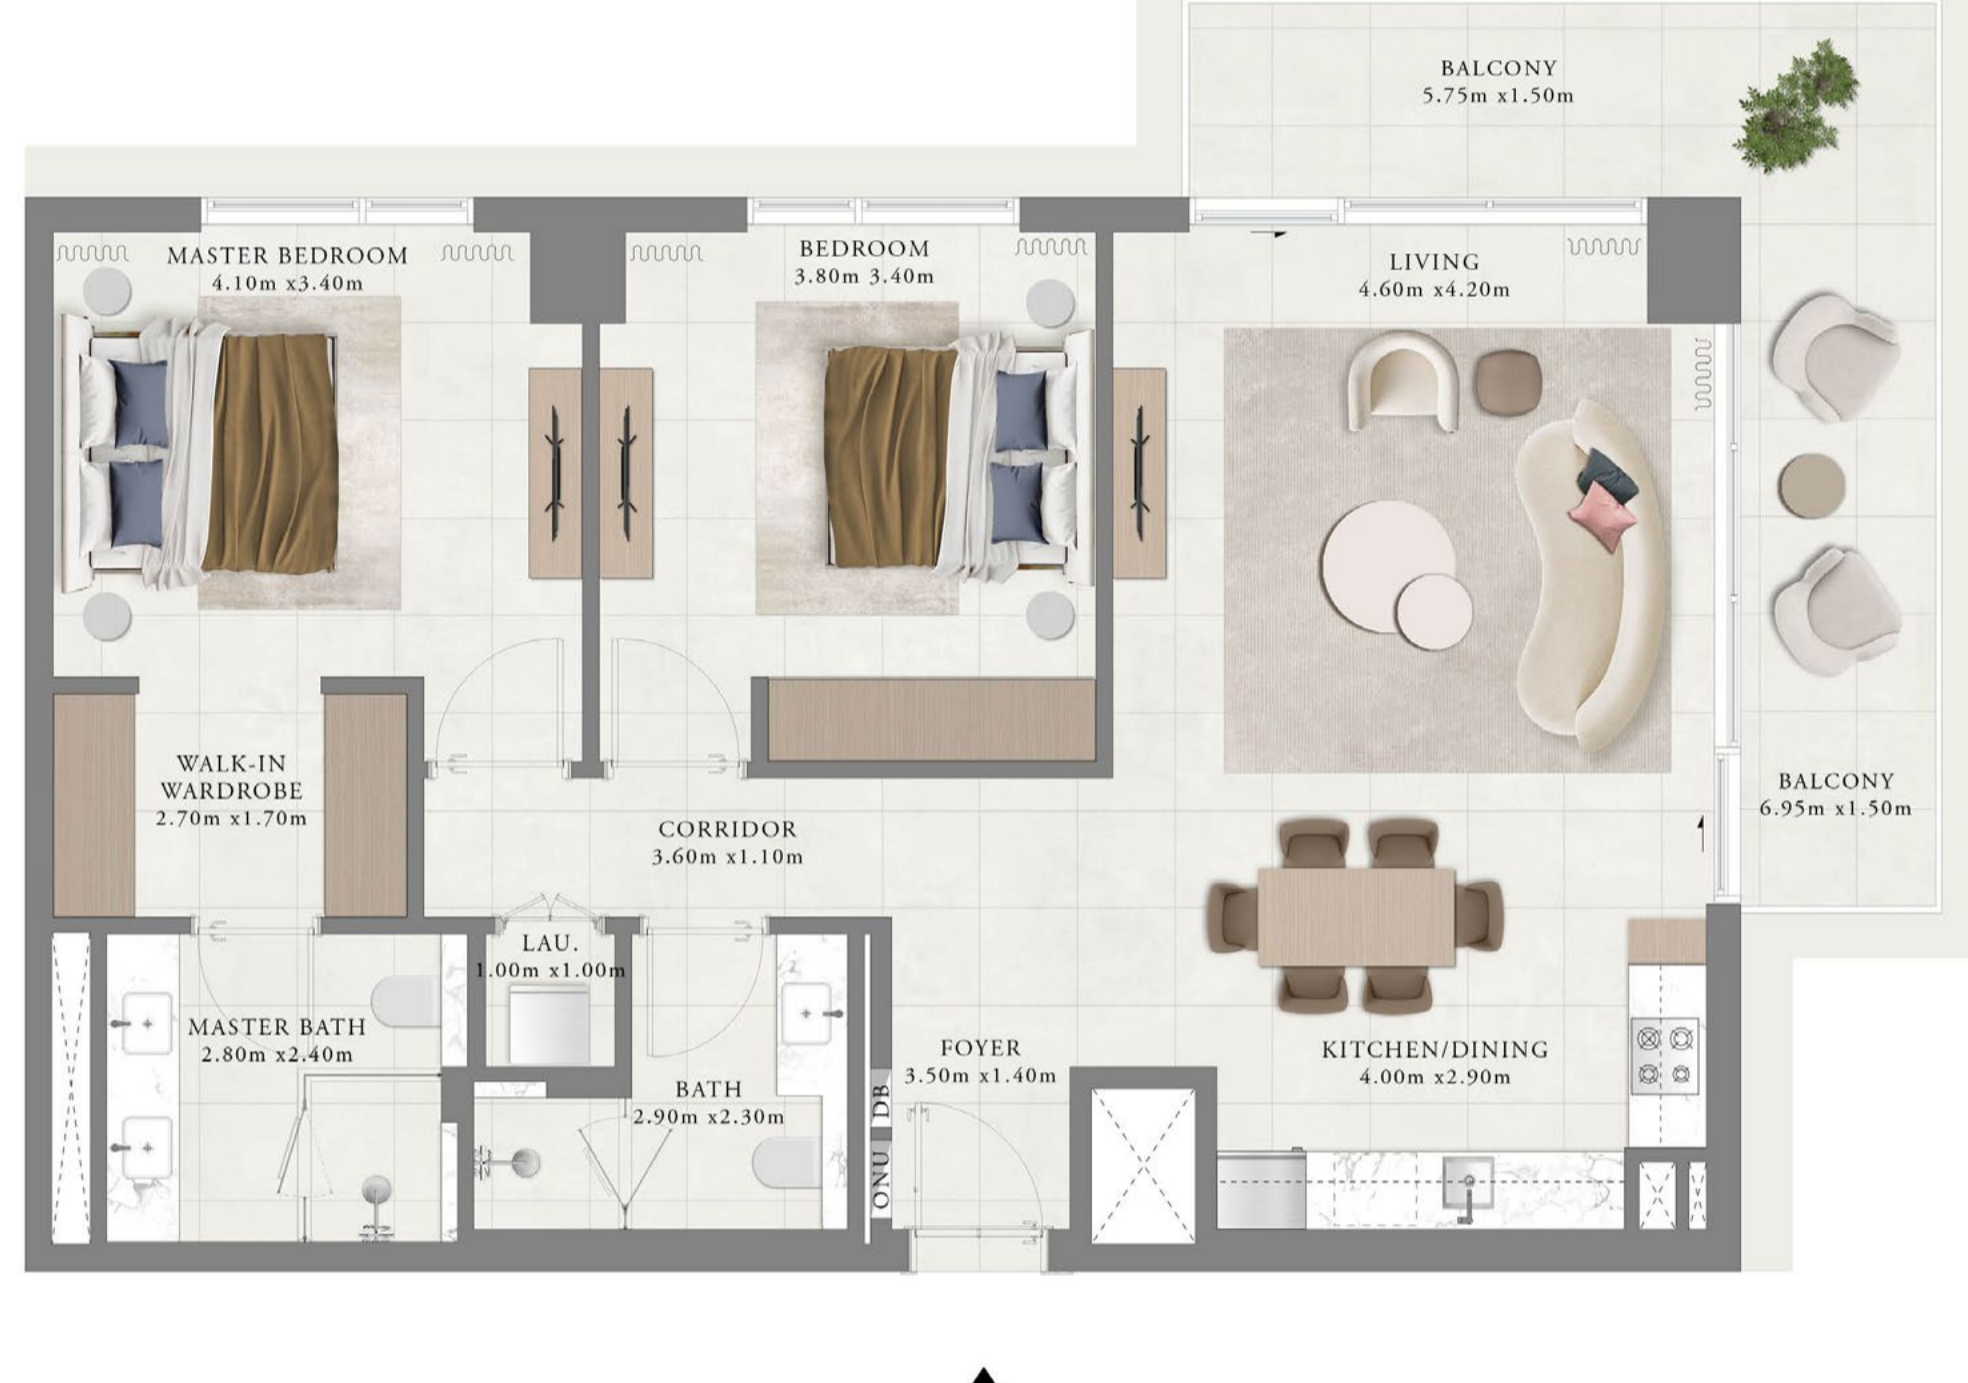 BALCONY
5.75m x1.50m
MASTER BEDROOM
4.10m x3.40m
BEDROOM
3.80m 3.40m
LIVING
4.60m x4.20m
WALK-IN
WARDROBE
2.70m x1.70m
CORRIDOR
3.60m x1.10m
BALCONY
6.95m x1.50m
LAU.
1.00m x1.00m
MASTER BATH
2.80m x2.40m
BATH
2.90m x2.30m
DB
ONU
FOYER
3.50m x1.40m
KITCHEN/DINING
4.00m x2.90m